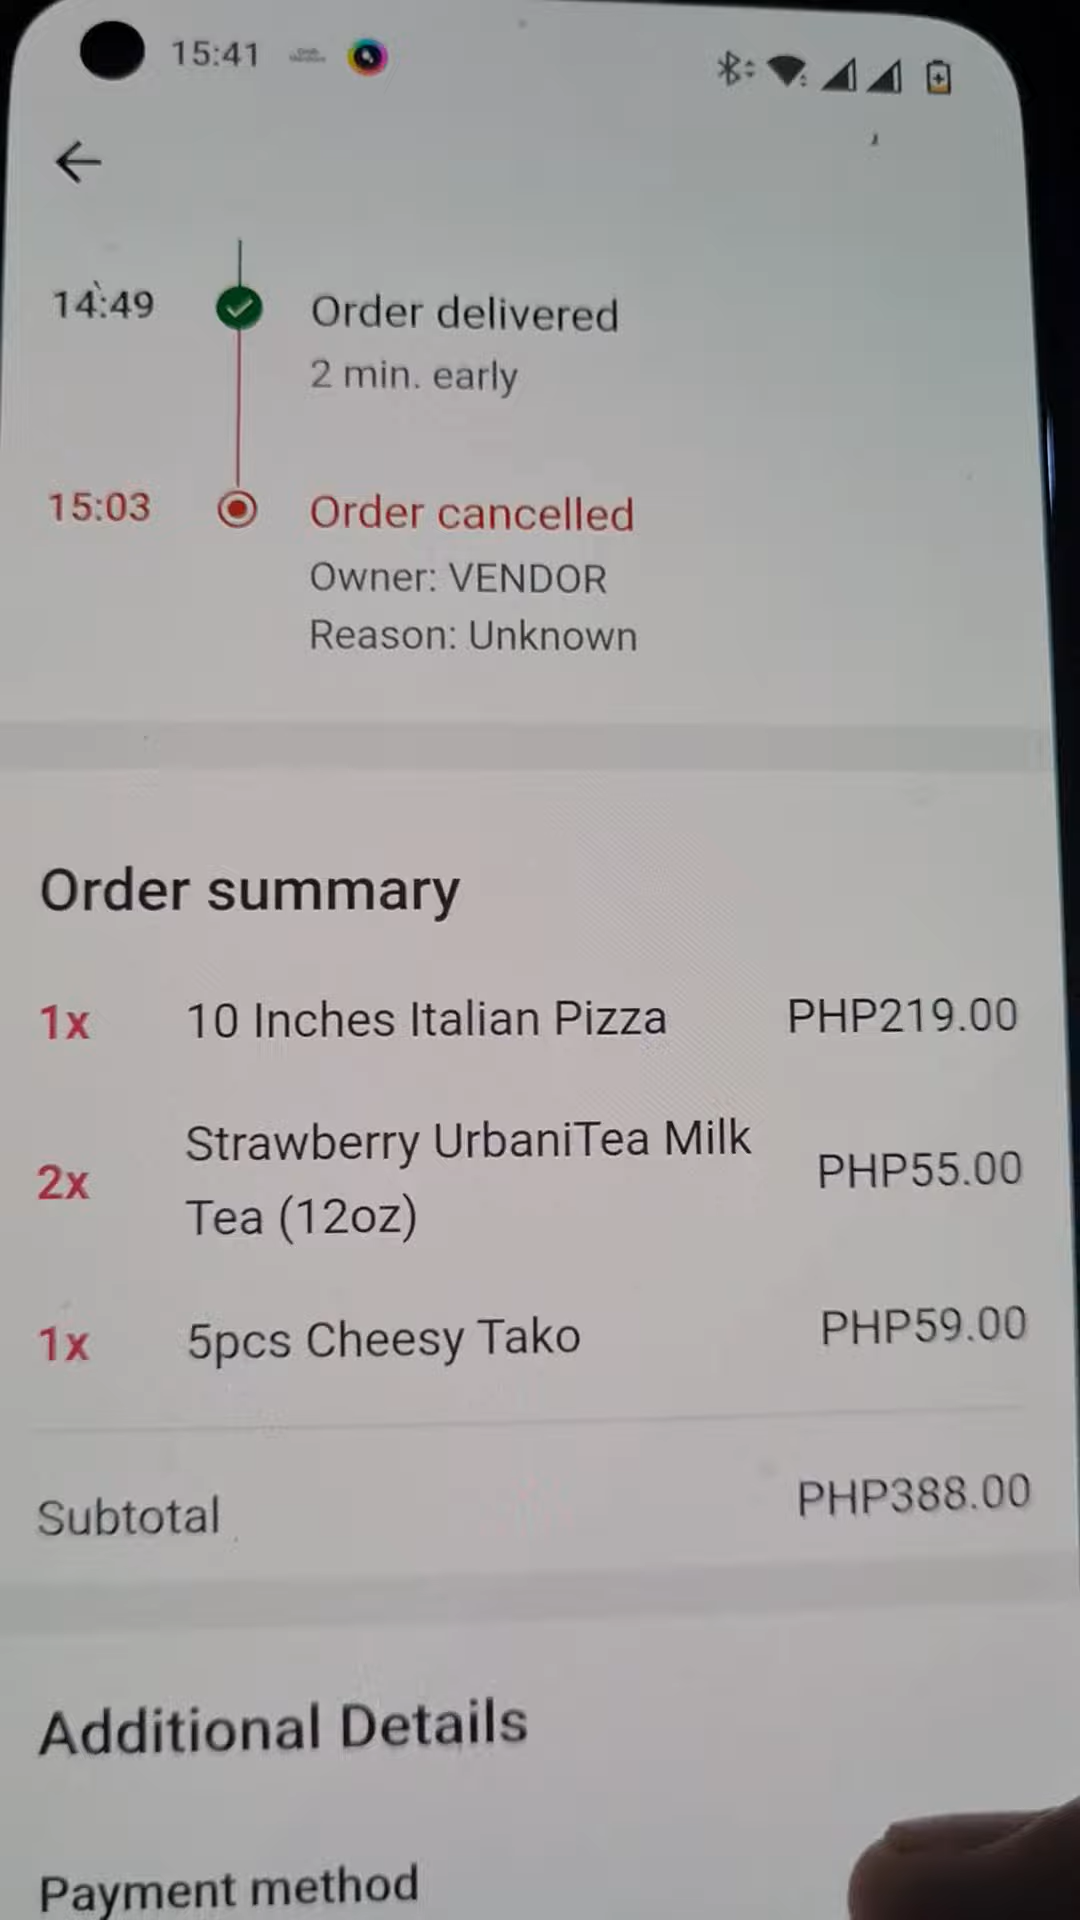 15:41
14:49
Order delivered
2 min. early
15:03
Order cancelled
Owner: VENDOR
Reason: Unknown
Order summary
1x 10 Inches Italian Pizza PHP219.00
2x Strawberry UrbaniTea Milk Tea (12oz) PHP55.00
1x 5pcs Cheesy Tako PHP59.00
Subtotal PHP388.00
Additional Details
Payment method